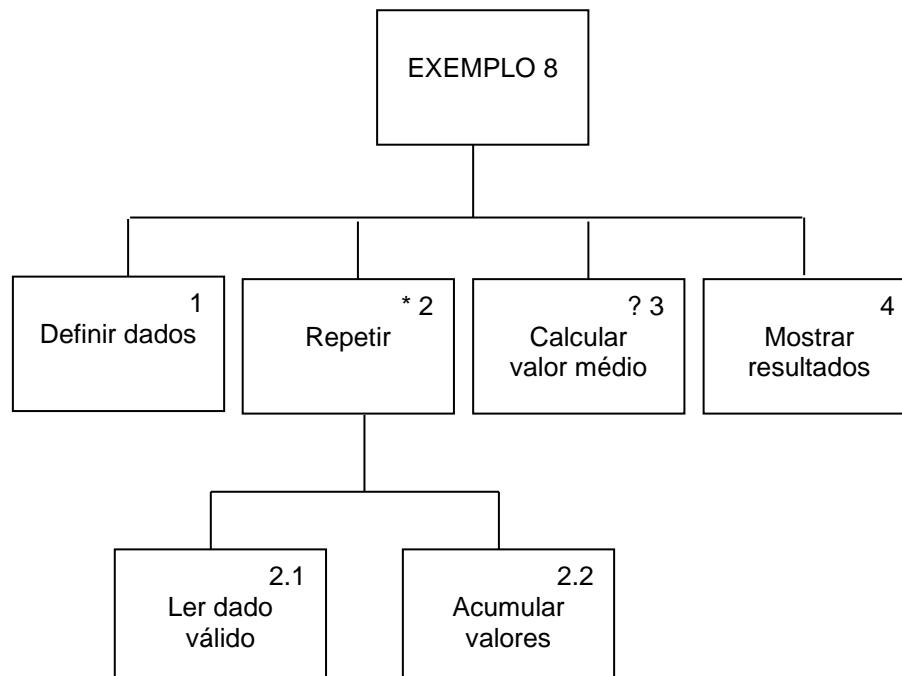 EXEMPLO 8
1
Definir dados
* 2
Repetir
? 3
Calcular
valor médio
4
Mostrar
resultados
2.1
Ler dado
válido
2.2
Acumular
valores